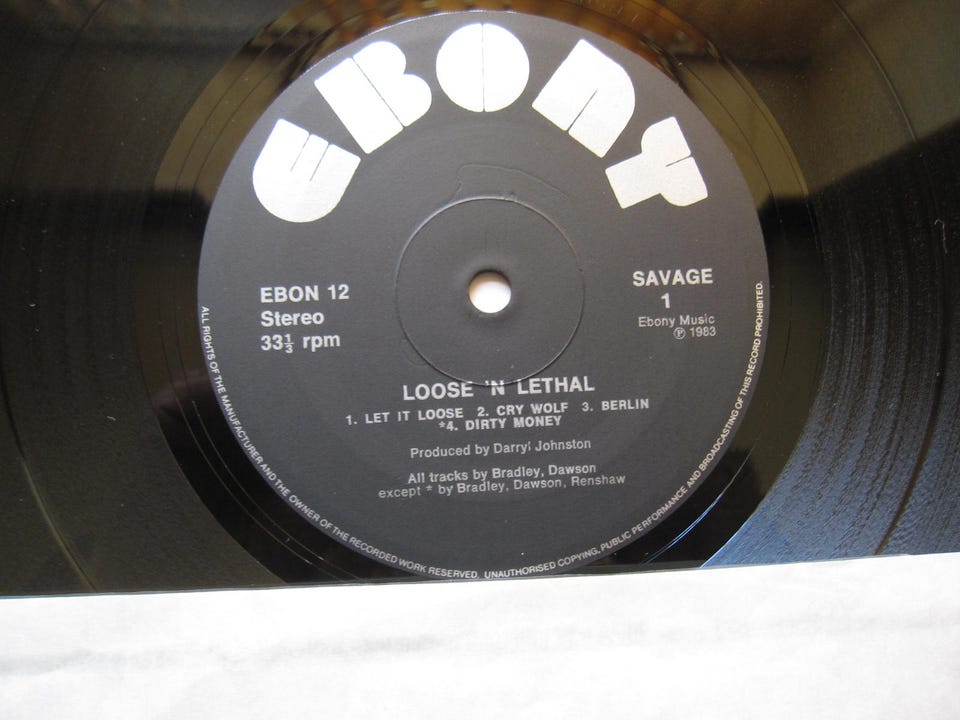 EBONY
EBON 12
Stereo
33⅓ rpm
SAVAGE
1
Ebony Music
℗ 1983
LOOSE 'N LETHAL
1. LET IT LOOSE 2. CRY WOLF 3. BERLIN
*4. DIRTY MONEY
Produced by Darryl Johnston
All tracks by Bradley, Dawson
except * by Bradley, Dawson, Renshaw
ALL RIGHTS OF THE MANUFACTURER AND THE OWNER OF THE RECORDED WORK RESERVED. UNAUTHORISED COPYING, PUBLIC PERFORMANCE AND BROADCASTING OF THIS RECORD PROHIBITED.